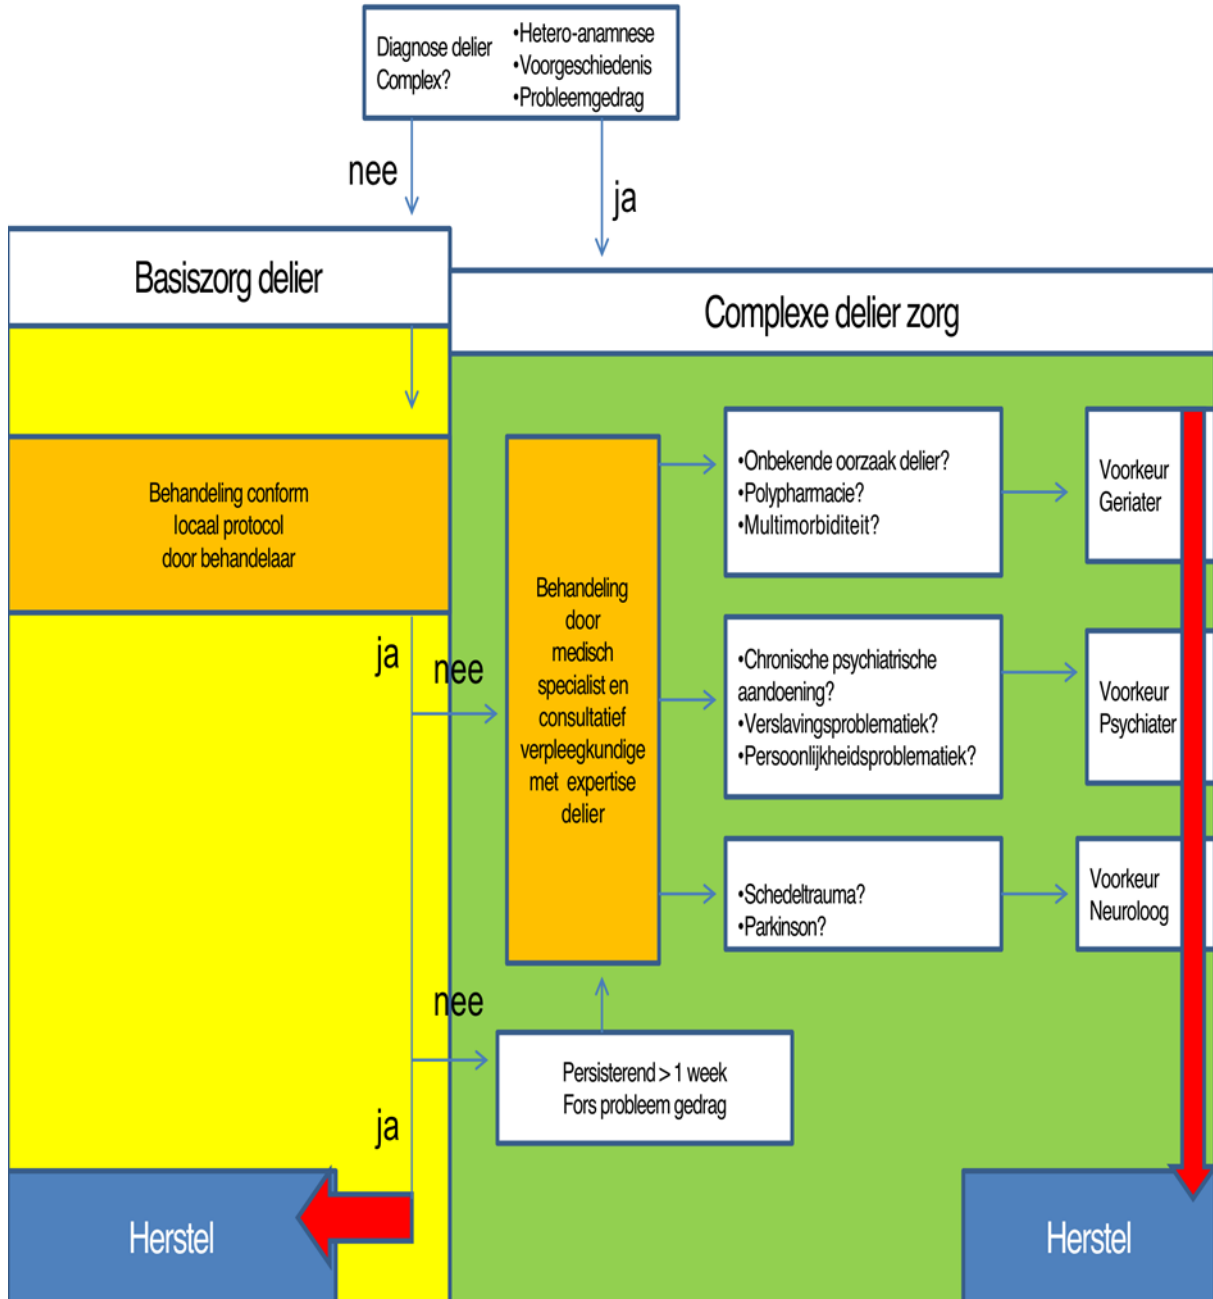 Diagnose delier
Complex?
•Hetero-anamnese
•Voorgeschiedenis
•Probleemgedrag
nee
ja
Basiszorg delier
Complexe delier zorg
Behandeling conform
locaal protocol
door behandelaar
ja
nee
Behandeling
door
medisch
specialist en
consultatief
verpleegkundige
met expertise
delier
•Onbekende oorzaak delier?
•Polypharmacie?
•Multimorbiditeit?
Voorkeur
Geriater
•Chronische psychiatrische
aandoening?
•Verslavingsproblematiek?
•Persoonlijkheidsproblematiek?
Voorkeur
Psychiater
•Schedeltrauma?
•Parkinson?
Voorkeur
Neuroloog
nee
Persisterend > 1 week
Fors probleem gedrag
ja
Herstel
Herstel